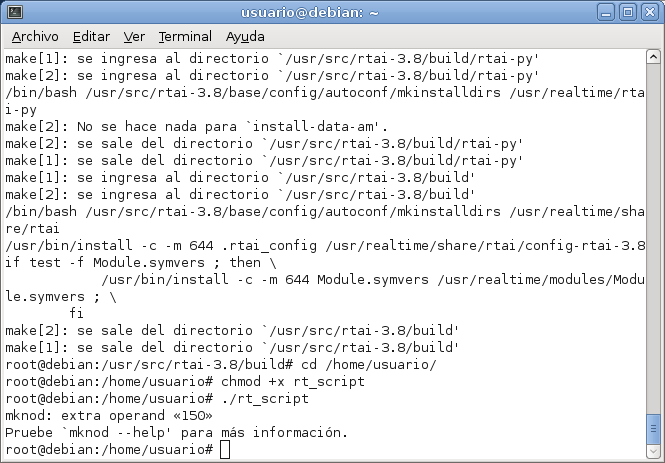 usuario@debian: ~
Archivo Editar Ver Terminal Ayuda
make[1]: se ingresa al directorio `/usr/src/rtai-3.8/build/rtai-py'
make[2]: se ingresa al directorio `/usr/src/rtai-3.8/build/rtai-py'
/bin/bash /usr/src/rtai-3.8/base/config/autoconf/mkinstalldirs /usr/realtime/rta
i-py
make[2]: No se hace nada para `install-data-am'.
make[2]: se sale del directorio `/usr/src/rtai-3.8/build/rtai-py'
make[1]: se sale del directorio `/usr/src/rtai-3.8/build/rtai-py'
make[1]: se ingresa al directorio `/usr/src/rtai-3.8/build'
make[2]: se ingresa al directorio `/usr/src/rtai-3.8/build'
/bin/bash /usr/src/rtai-3.8/base/config/autoconf/mkinstalldirs /usr/realtime/sha
re/rtai
/usr/bin/install -c -m 644 .rtai_config /usr/realtime/share/rtai/config-rtai-3.8
if test -f Module.symvers ; then \
/usr/bin/install -c -m 644 Module.symvers /usr/realtime/modules/Modu
le.symvers ; \
fi
make[2]: se sale del directorio `/usr/src/rtai-3.8/build'
make[1]: se sale del directorio `/usr/src/rtai-3.8/build'
root@debian:/usr/src/rtai-3.8/build# cd /home/usuario/
root@debian:/home/usuario# chmod +x rt_script
root@debian:/home/usuario# ./rt_script
mknod: extra operand «150»
Pruebe `mknod --help' para más información.
root@debian:/home/usuario#